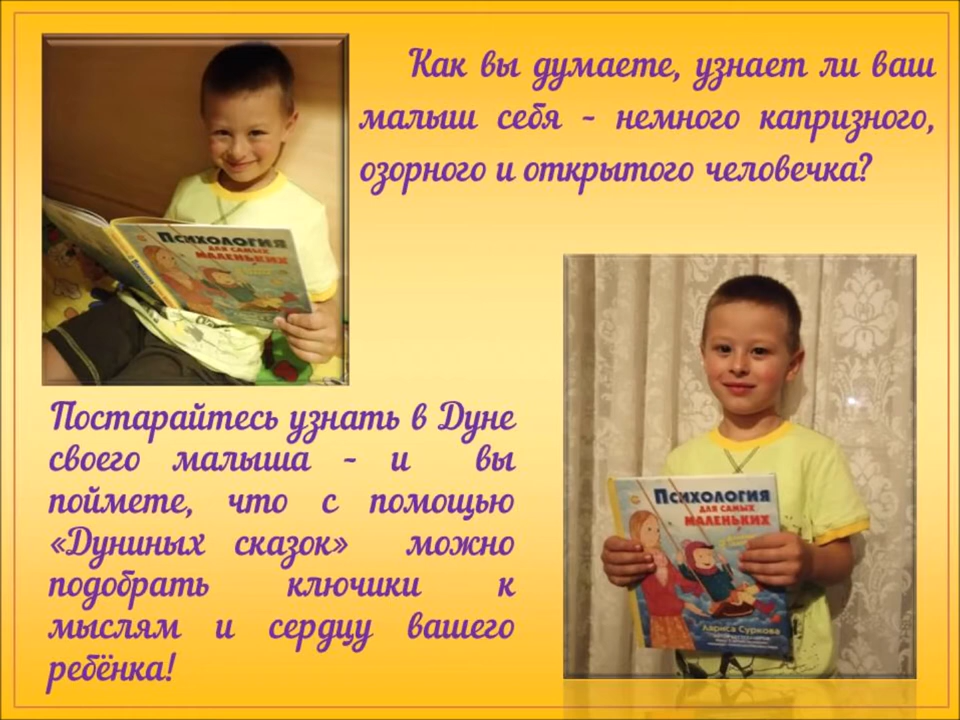 Как вы думаете, узнает ли ваш
малыш себя - немного капризного,
озорного и открытого человечка?
Психология
для самых
маленьких
Постарайтесь узнать в Дуне
своего малыша - и вы
поймете, что с помощью
«Дуниных сказок» можно
подобрать ключики к
мыслям и сердцу вашего
ребёнка!
Психология
для самых
маленьких
Лариса Суркова